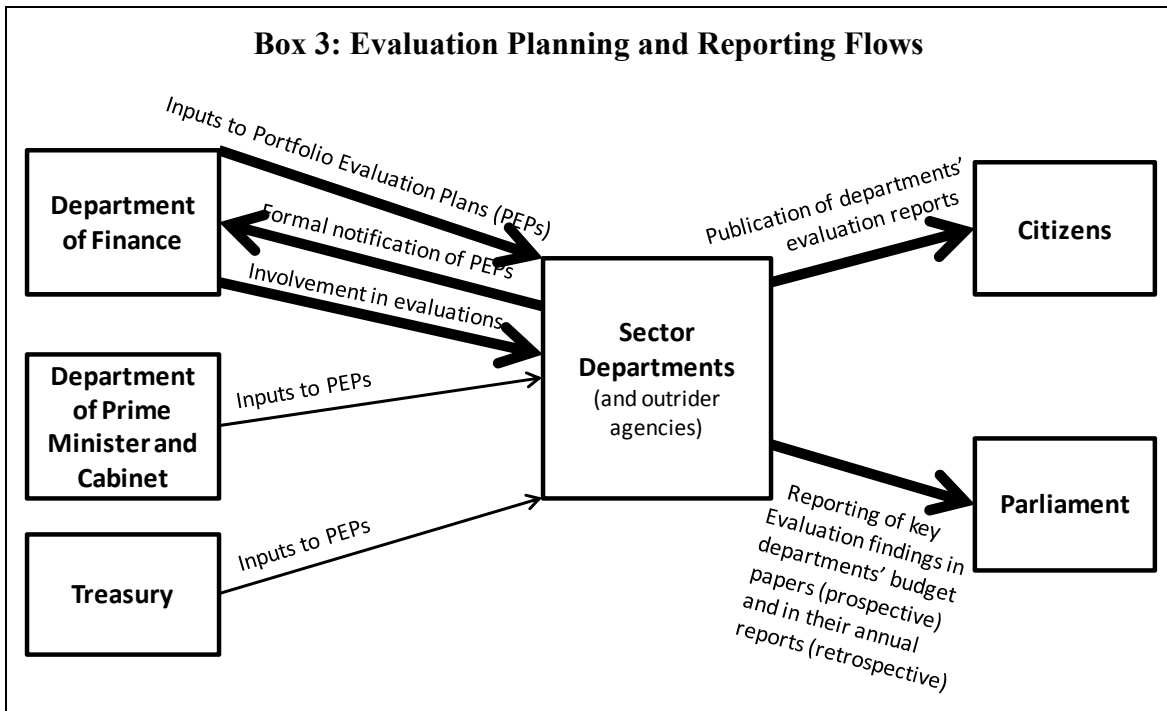 Box 3: Evaluation Planning and Reporting Flows
Inputs to Portfolio Evaluation Plans (PEPs)
Department
of Finance
Formal notification of PEPs
Involvement in evaluations
Department
of Prime
Minister and
Cabinet
Inputs to PEPs
Treasury
Inputs to PEPs
Sector
Departments
(and outrider
agencies)
Publication of departments’
evaluation reports
Citizens
Parliament
Reporting of key
Evaluation findings in
departments’ budget
papers (prospective)
and in their annual
reports (retrospective)